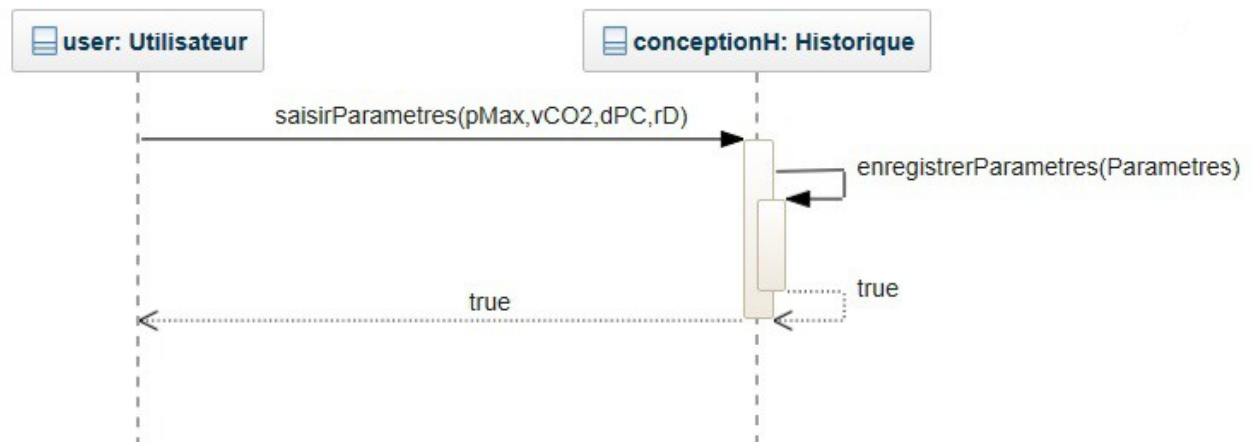 user: Utilisateur
conceptionH: Historique
saisirParametres(pMax,vCO2,dPC,rD)
enregistrerParametres(Parametres)
true
true